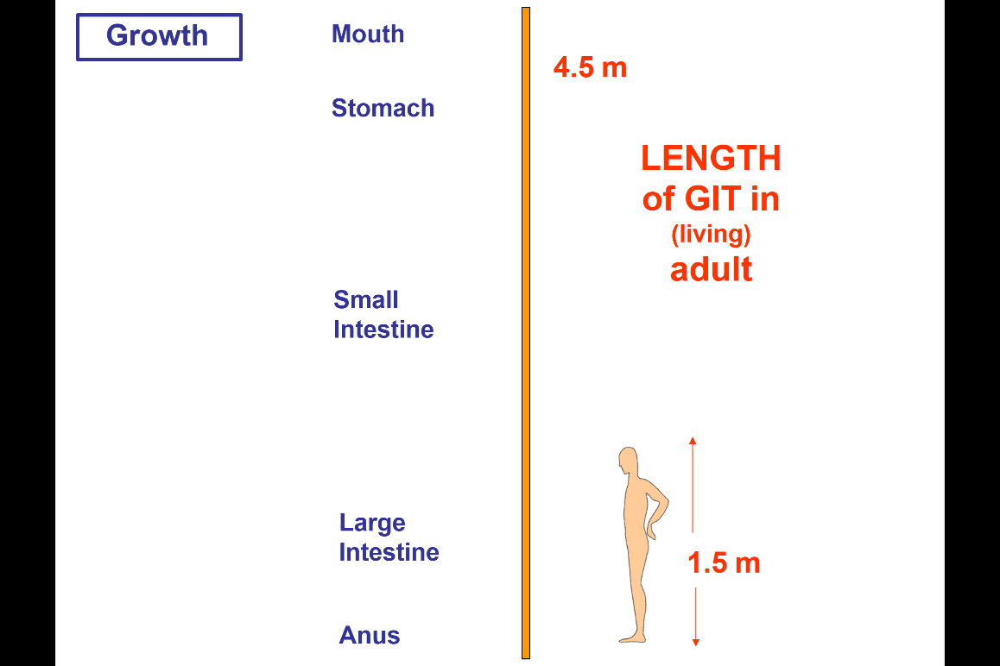 Growth
Mouth
4.5 m
Stomach
LENGTH
of GIT in
(living)
adult
Small
Intestine
Large
Intestine
1.5 m
Anus